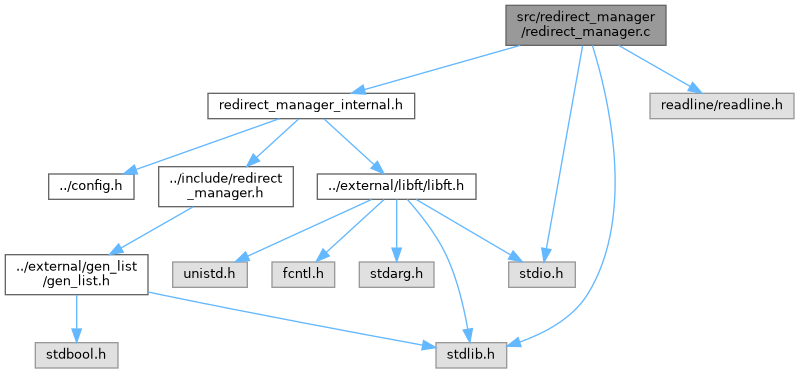 src/redirect_manager
/redirect_manager.c
redirect_manager_internal.h
readline/readline.h
../config.h
../include/redirect
_manager.h
../external/libft/libft.h
../external/gen_list
/gen_list.h
unistd.h
fcntl.h
stdarg.h
stdio.h
stdbool.h
stdlib.h